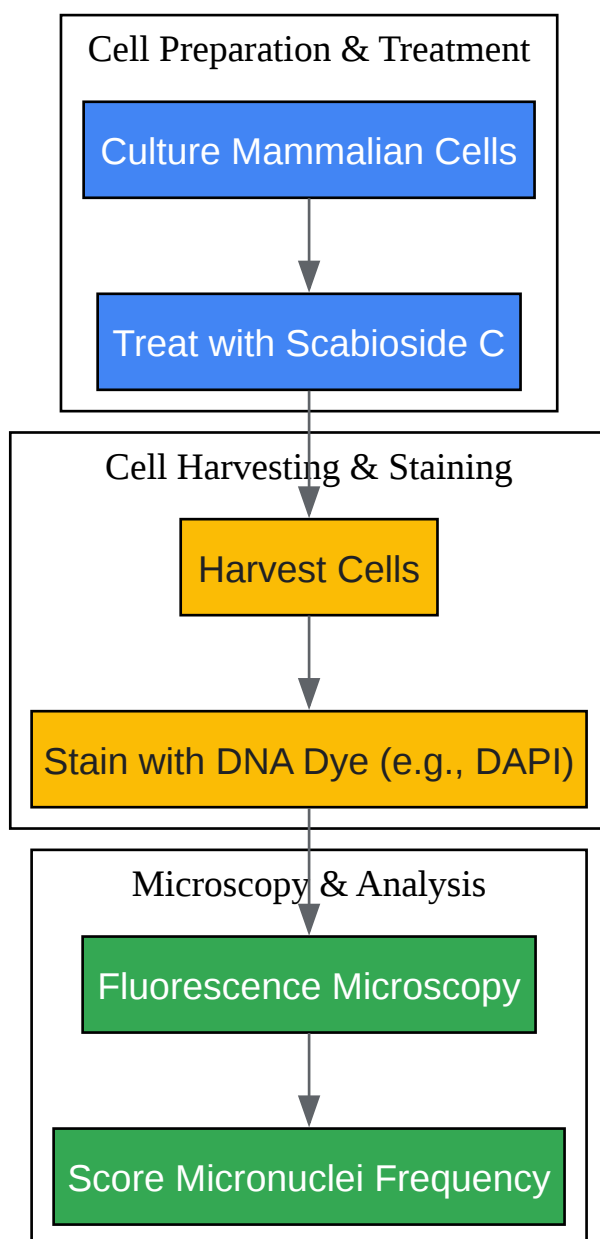 Cell Preparation & Treatment
Culture Mammalian Cells
Treat with Scabioside C
Cell Harvesting & Staining
Harvest Cells
Stain with DNA Dye (e.g., DAPI)
Microscopy & Analysis
Fluorescence Microscopy
Score Micronuclei Frequency